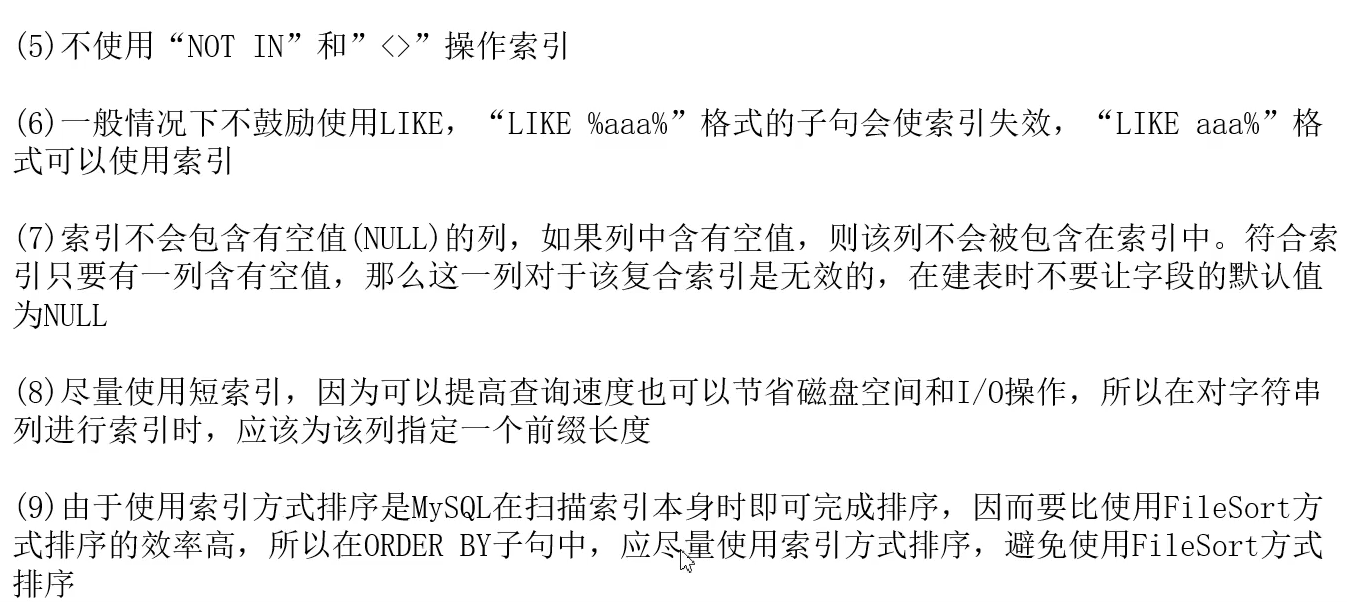 (5)不使用“NOT IN”和”<>”操作索引
(6)一般情况下不鼓励使用LIKE，“LIKE %aaa%”格式的子句会使索引失效，“LIKE aaa%”格
式可以使用索引
(7)索引不会包含有空值(NULL)的列，如果列中含有空值，则该列不会被包含在索引中。符合索
引只要有一列含有空值，那么这一列对于该复合索引是无效的，在建表时不要让字段的默认值
为NULL
(8)尽量使用短索引，因为可以提高查询速度也可以节省磁盘空间和I/O操作，所以在对字符串
列进行索引时，应该为该列指定一个前缀长度
(9)由于使用索引方式排序是MySQL在扫描索引本身时即可完成排序，因而要比使用FileSort方
式排序的效率高，所以在ORDER BY子句中，应尽量使用索引方式排序，避免使用FileSort方式
排序